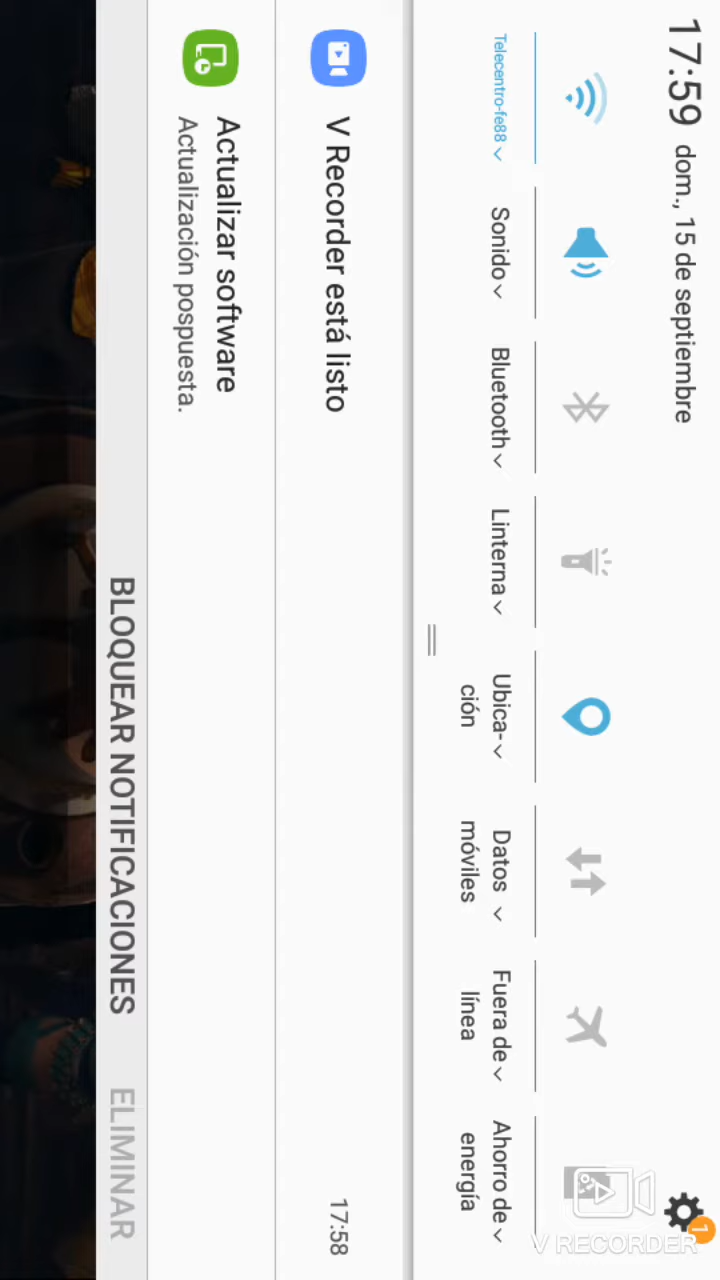 17:59 dom., 15 de septiembre
1
Telecentro-fe88
Sonido
Bluetooth
Linterna
Ubica-
ción
Datos
móviles
Fuera de
línea
Ahorro de
energía
V RECORDER
V Recorder está listo
17:58
Actualizar software
Actualización pospuesta.
BLOQUEAR NOTIFICACIONES
ELIMINAR